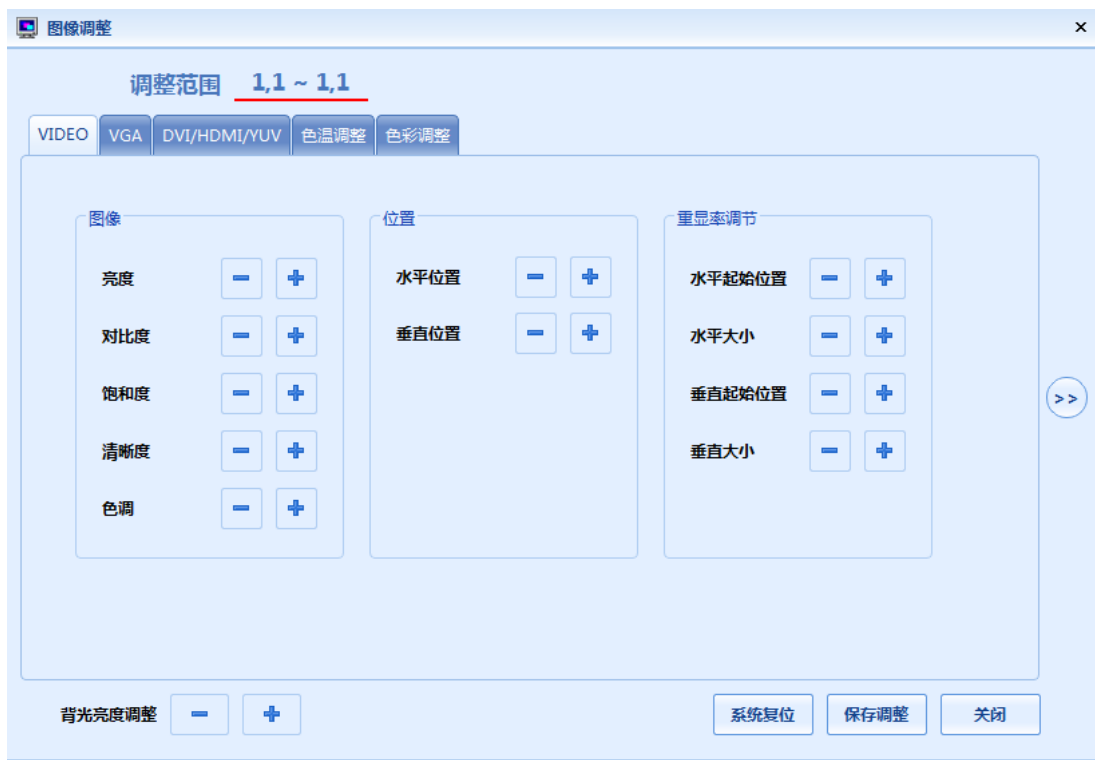 图像调整
调整范围 1,1 ~ 1,1
VIDEO VGA DVI/HDMI/YUV 色温调整 色彩调整
图像
亮度
对比度
饱和度
清晰度
色调
位置
水平位置
垂直位置
重显率调节
水平起始位置
水平大小
垂直起始位置
垂直大小
>>
背光亮度调整
系统复位 保存调整 关闭